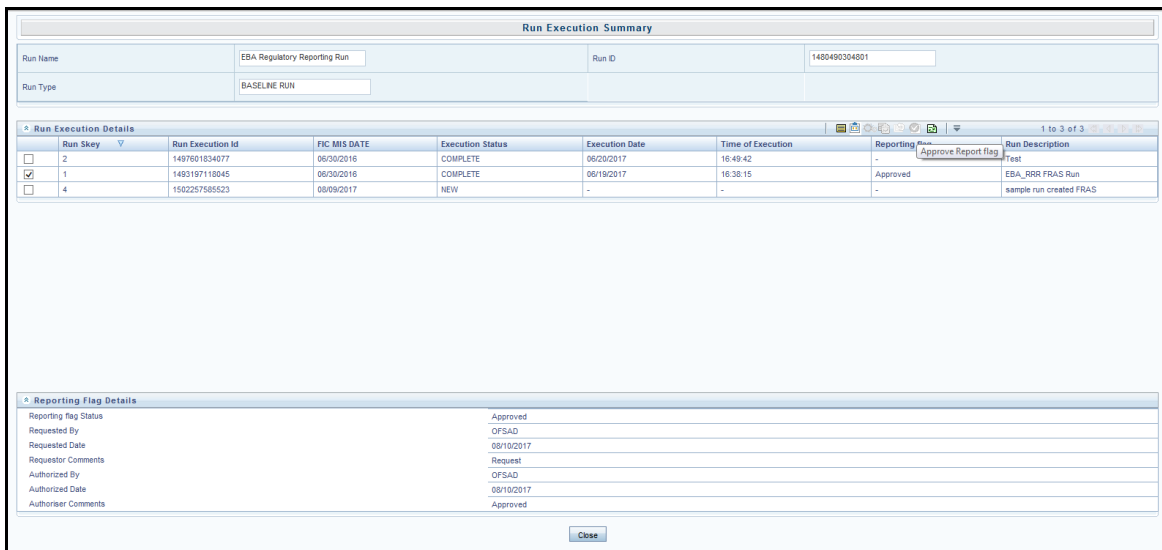 Run Execution Summary
Run Name EBA Regulatory Reporting Run Run ID 1480490304801
Run Type BASELINE RUN
Run Execution Details 1 to 3 of 3
Run Skey Run Execution Id FIC MIS DATE Execution Status Execution Date Time of Execution Reporting Run Description
Approve Report flag
2 1497601834077 06/30/2016 COMPLETE 06/20/2017 16:49:42 - Test
1 1493197118045 06/30/2016 COMPLETE 06/19/2017 16:38:15 Approved EBA_RRR FRAS Run
4 1502257585523 08/09/2017 NEW - - - sample run created FRAS
Reporting Flag Details
Reporting flag Status Approved
Requested By OFSAD
Requested Date 08/10/2017
Requestor Comments Request
Authorized By OFSAD
Authorized Date 08/10/2017
Authoriser Comments Approved
Close